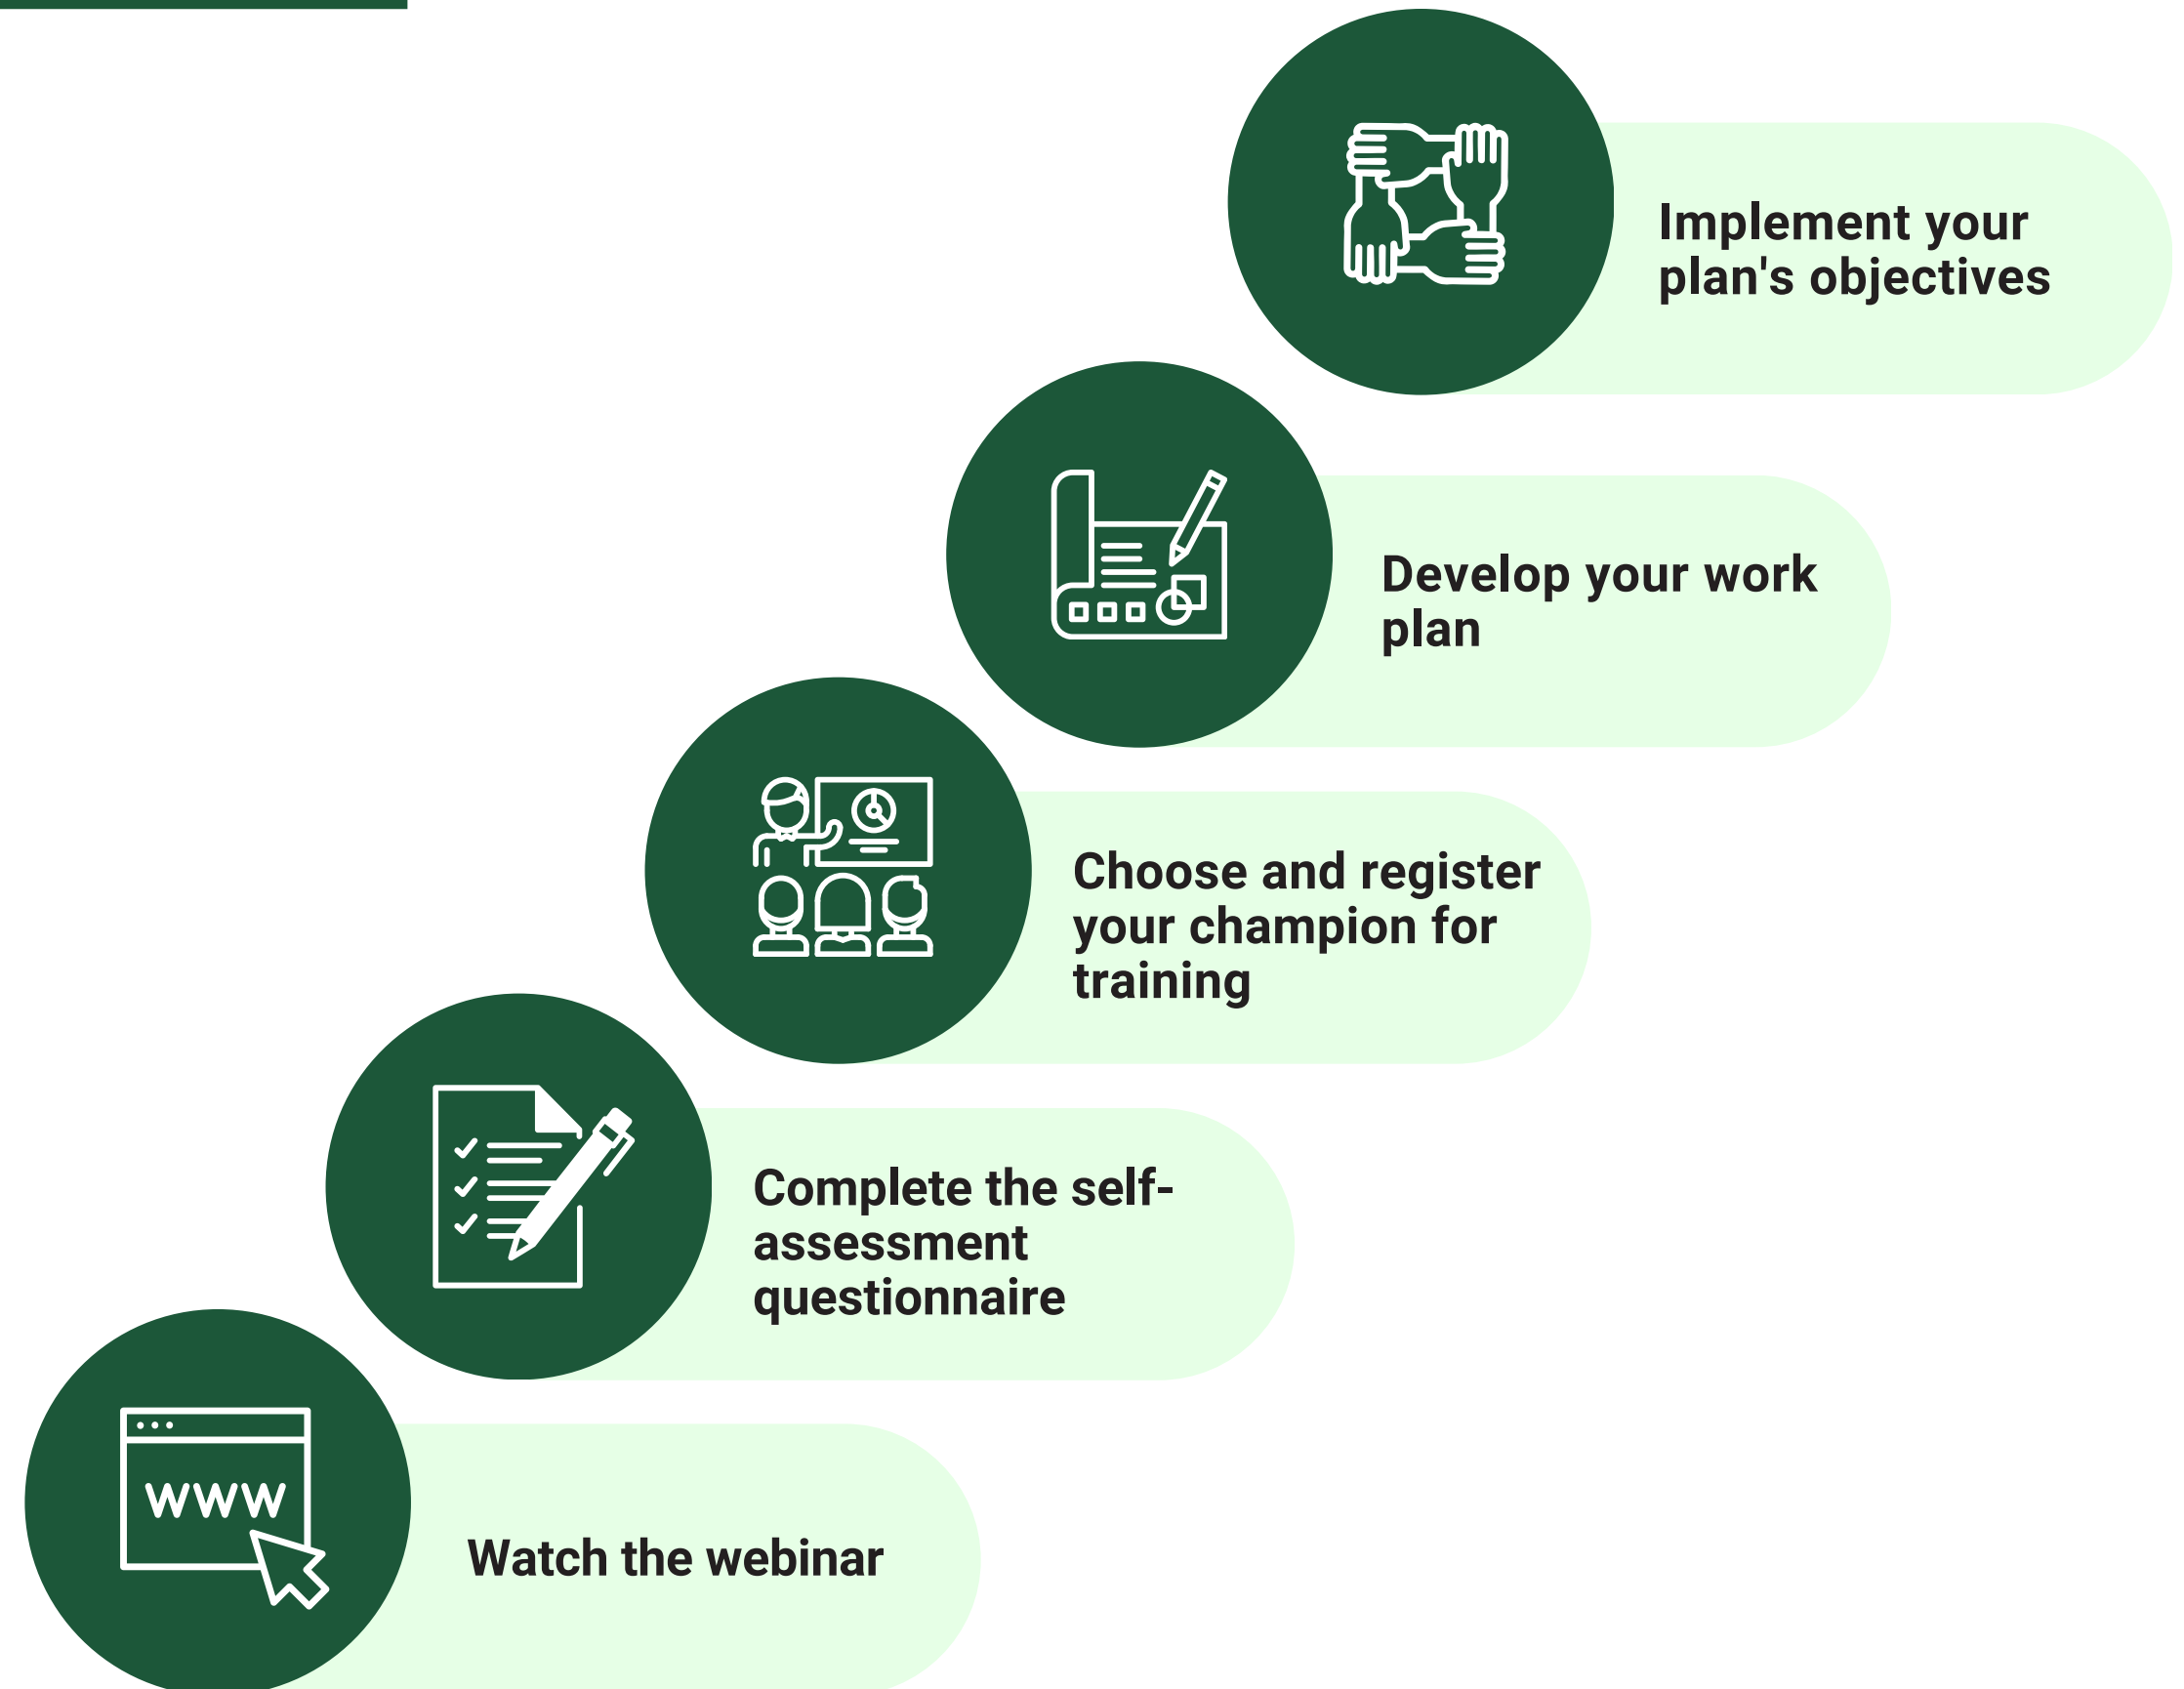 Implement your
plan's objectives
Develop your work
plan
Choose and register
your champion for
training
Complete the self-
assessment
questionnaire
www
Watch the webinar